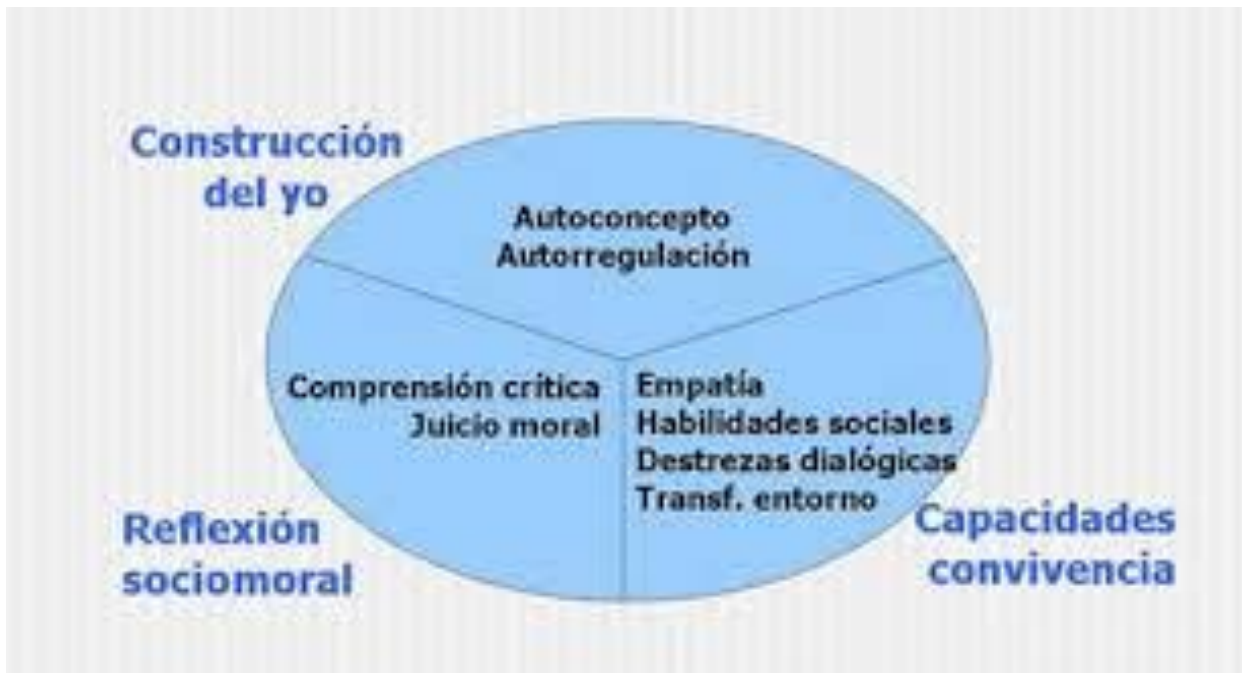 Construcción
del yo
Autoconcepto
Autorregulación
Comprensión crítica
Juicio moral
Empatía
Habilidades sociales
Destrezas dialógicas
Transf. entorno
Reflexión
sociomoral
Capacidades
convivencia